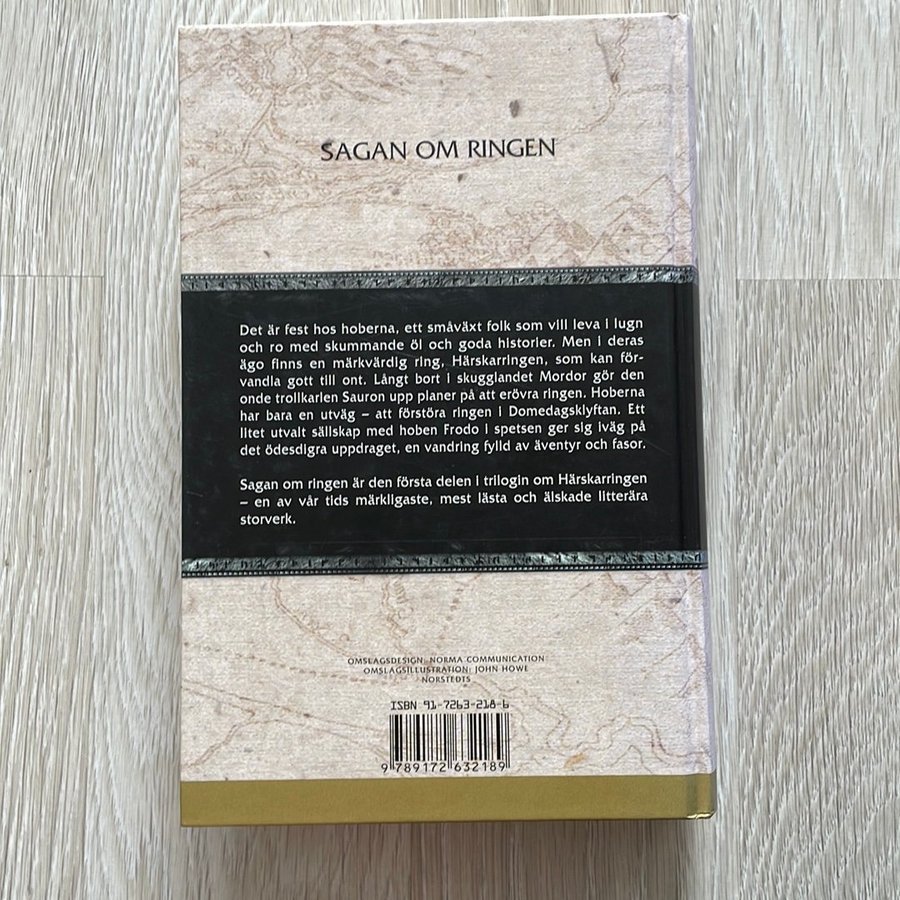 SAGAN OM RINGEN
Det är fest hos hoberna, ett småväxt folk som vill leva i lugn
och ro med skummande öl och goda historier. Men i deras
ägo finns en märkvärdig ring, Härskarringen, som kan för-
vandla gott till ont. Långt bort i skugglandet Mordor gör den
onde trollkarlen Sauron upp planer på att erövra ringen. Hoberna
har bara en utväg – att förstöra ringen i Domedagsklyftan. Ett
litet utvalt sällskap med hoben Frodo i spetsen ger sig iväg på
det ödesdigra uppdraget, en vandring fylld av äventyr och fasor.
Sagan om ringen är den första delen i trilogin om Härskarringen
– en av vår tids märkligaste, mest lästa och älskade litterära
storverk.
OMSLAGSDESIGN: NORMA COMMUNICATION
OMSLAGSILLUSTRATION: JOHN HOWE
NORSTEDTS
ISBN 91-7263-218-6
9 789172 632189